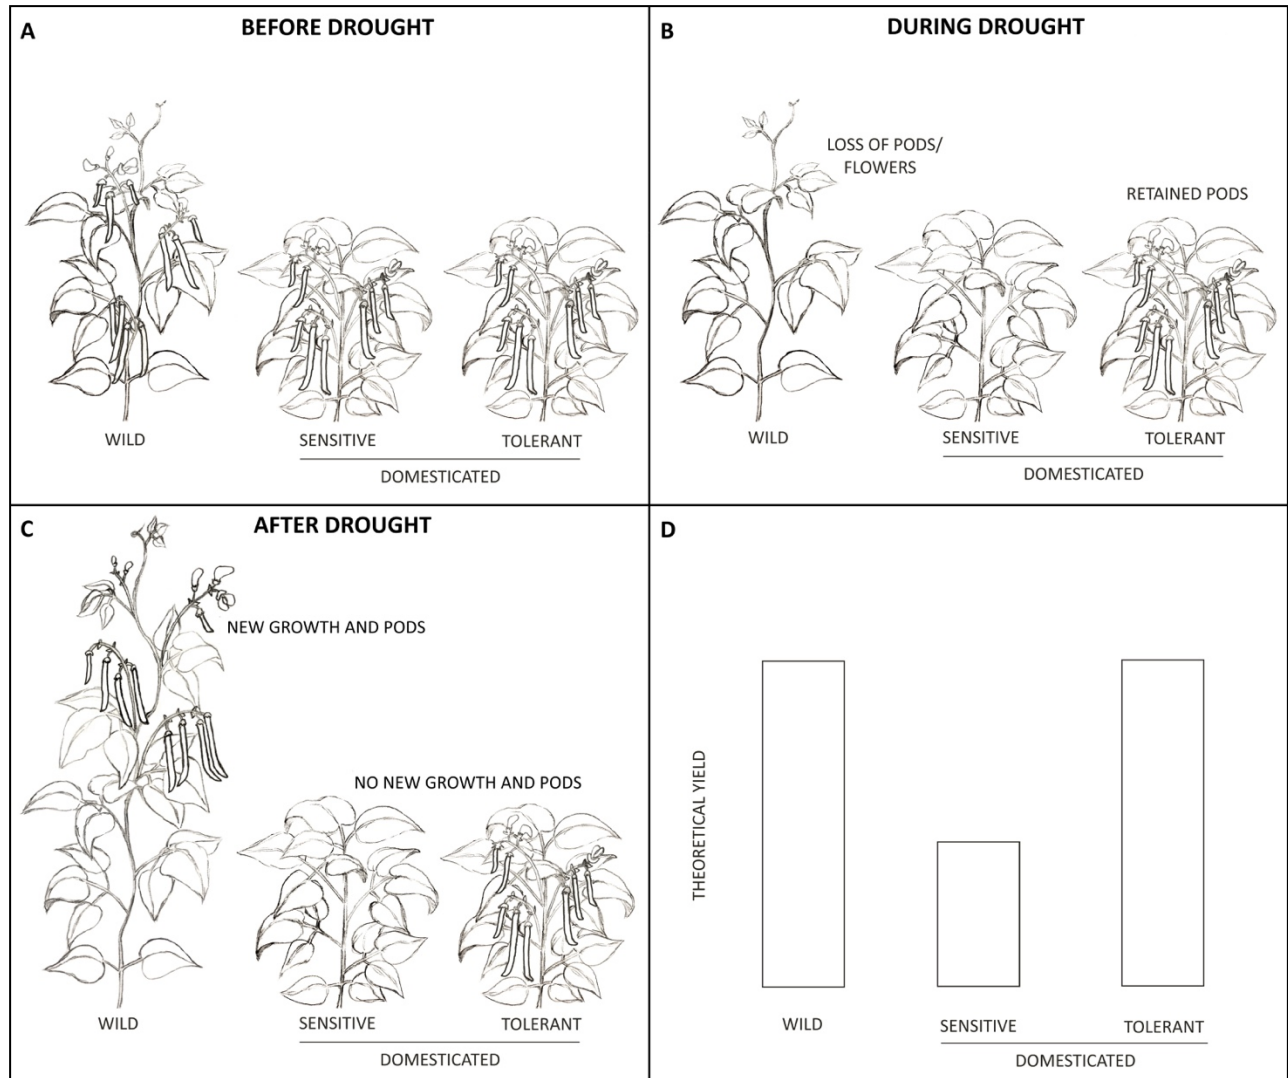 A
BEFORE DROUGHT
WILD
SENSITIVE
TOLERANT
DOMESTICATED
B
DURING DROUGHT
LOSS OF PODS/
FLOWERS
RETAINED PODS
WILD
SENSITIVE
TOLERANT
DOMESTICATED
C
AFTER DROUGHT
NEW GROWTH AND PODS
NO NEW GROWTH AND PODS
WILD
SENSITIVE
TOLERANT
DOMESTICATED
D
THEORETICAL YIELD
WILD
SENSITIVE
TOLERANT
DOMESTICATED